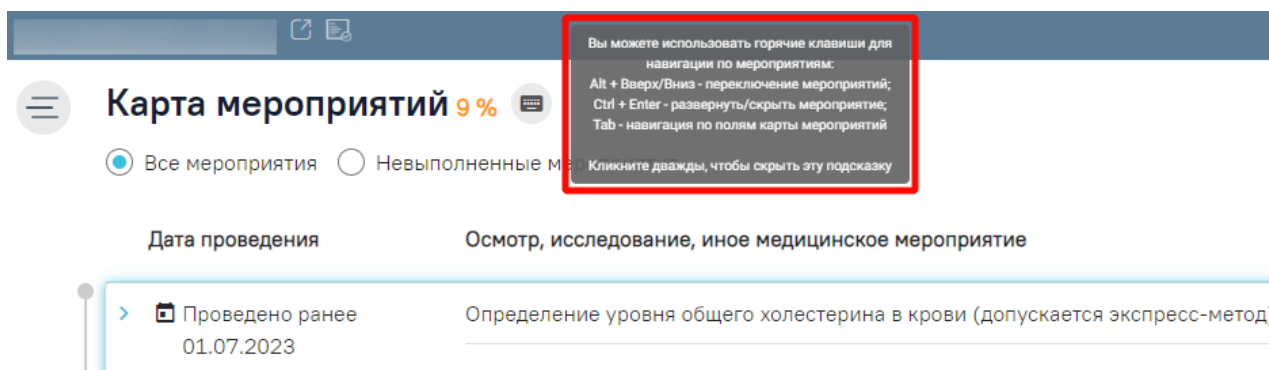 Вы можете использовать горячие клавиши для
навигации по мероприятиям:
Alt + Вверх/Вниз - переключение мероприятий;
Ctrl + Enter - развернуть/скрыть мероприятие;
Tab - навигация по полям карты мероприятий
Кликните дважды, чтобы скрыть эту подсказку
Карта мероприятий 9 %
Все мероприятия Невыполненные
Дата проведения Осмотр, исследование, иное медицинское мероприятие
Проведено ранее Определение уровня общего холестерина в крови (допускается экспресс-метод)
01.07.2023